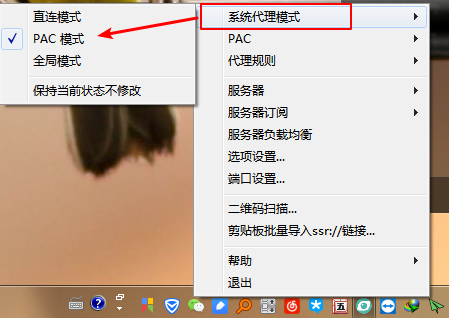 直连模式
PAC 模式
全局模式
保持当前状态不修改
系统代理模式
PAC
代理规则
服务器
服务器订阅
服务器负载均衡
选项设置...
端口设置...
二维码扫描...
剪贴板批量导入ssr://链接...
帮助
退出
五